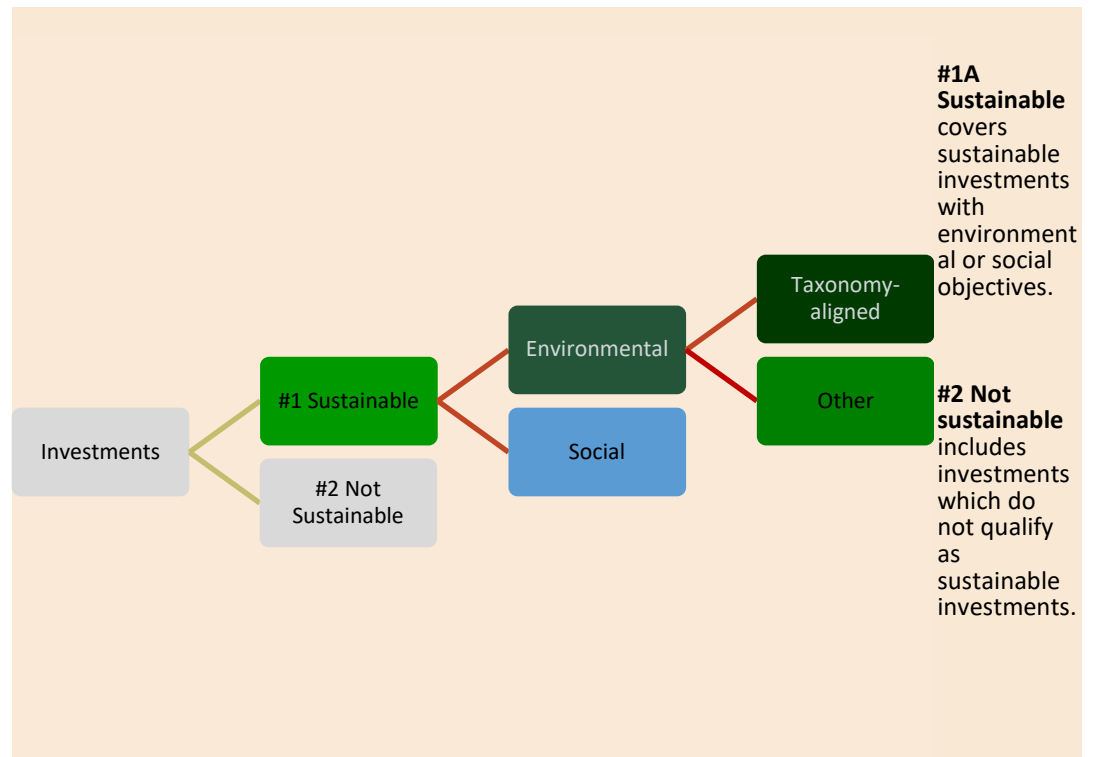 Investments
#1 Sustainable
#2 Not
Sustainable
Environmental
Social
Taxonomy-
aligned
Other
#1A
Sustainable
covers
sustainable
investments
with
environment
al or social
objectives.
#2 Not
sustainable
includes
investments
which do
not qualify
as
sustainable
investments.